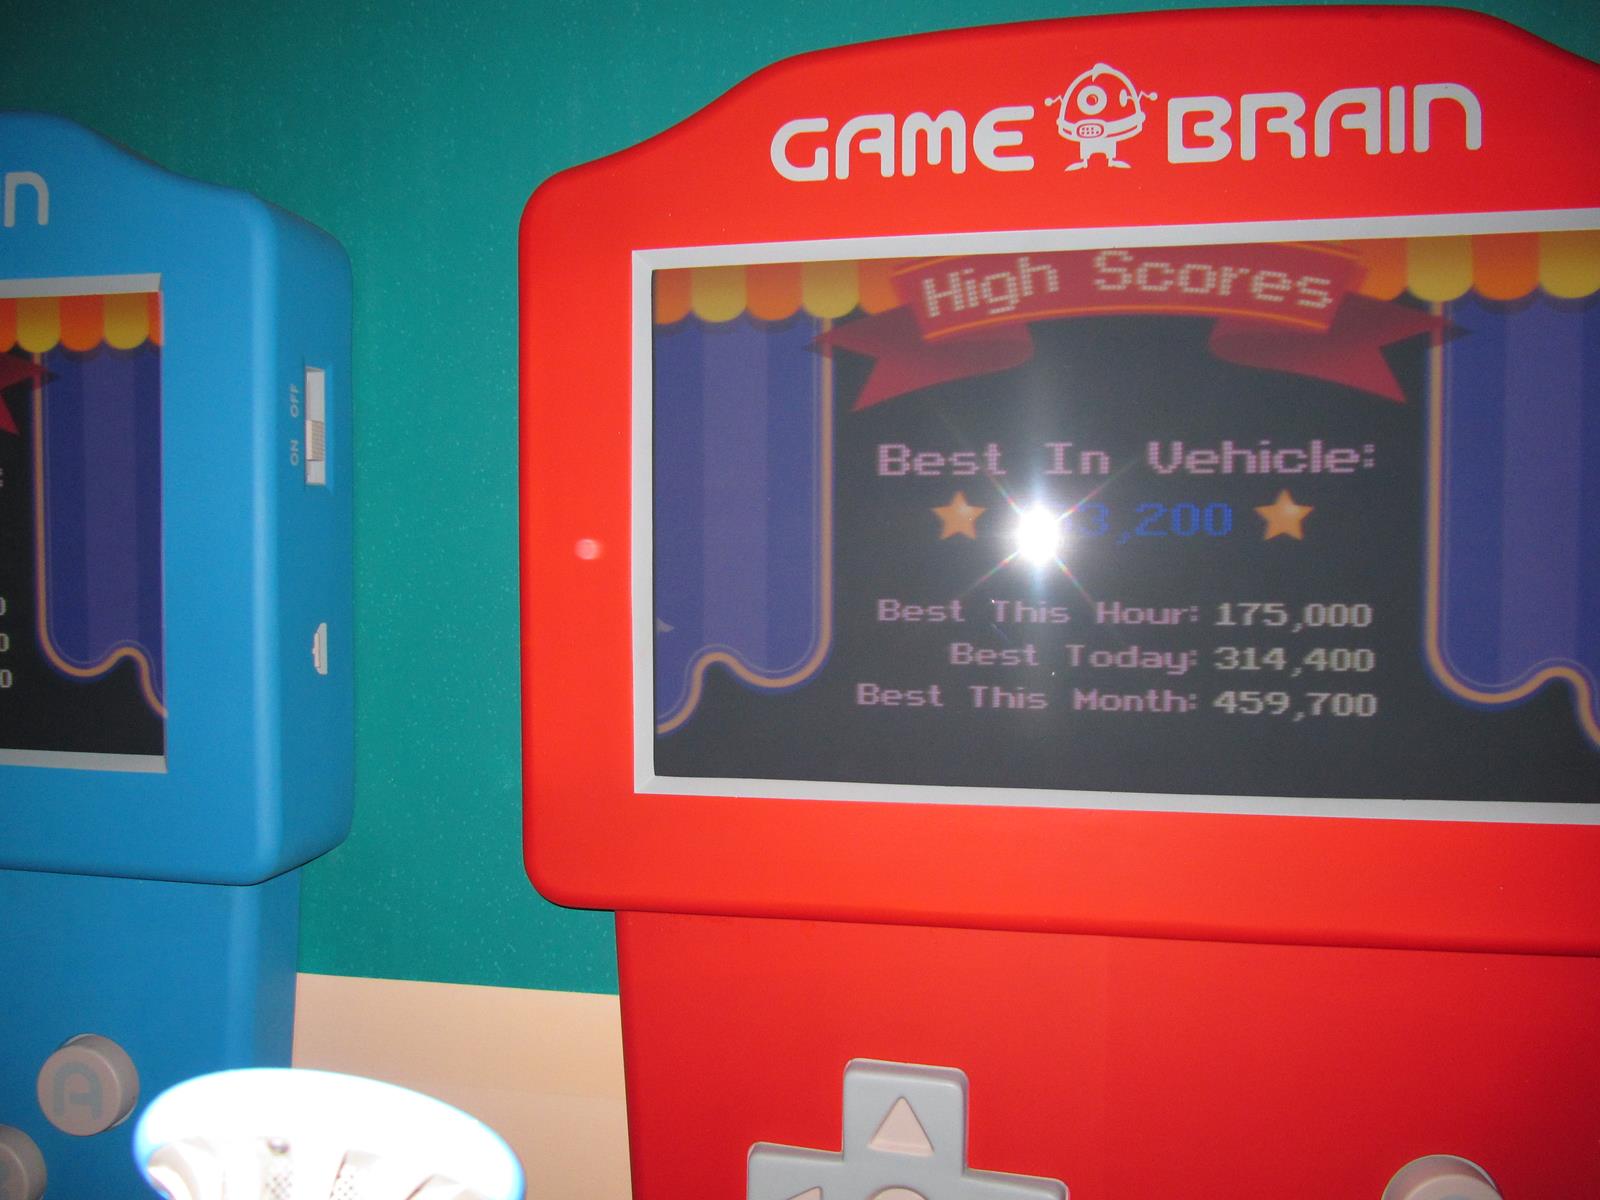 GAME BRAIN
High Scores
Best In Vehicle:
3,200
Best This Hour: 175,000
Best Today: 314,400
Best This Month: 459,700
n
OFF
ON
A